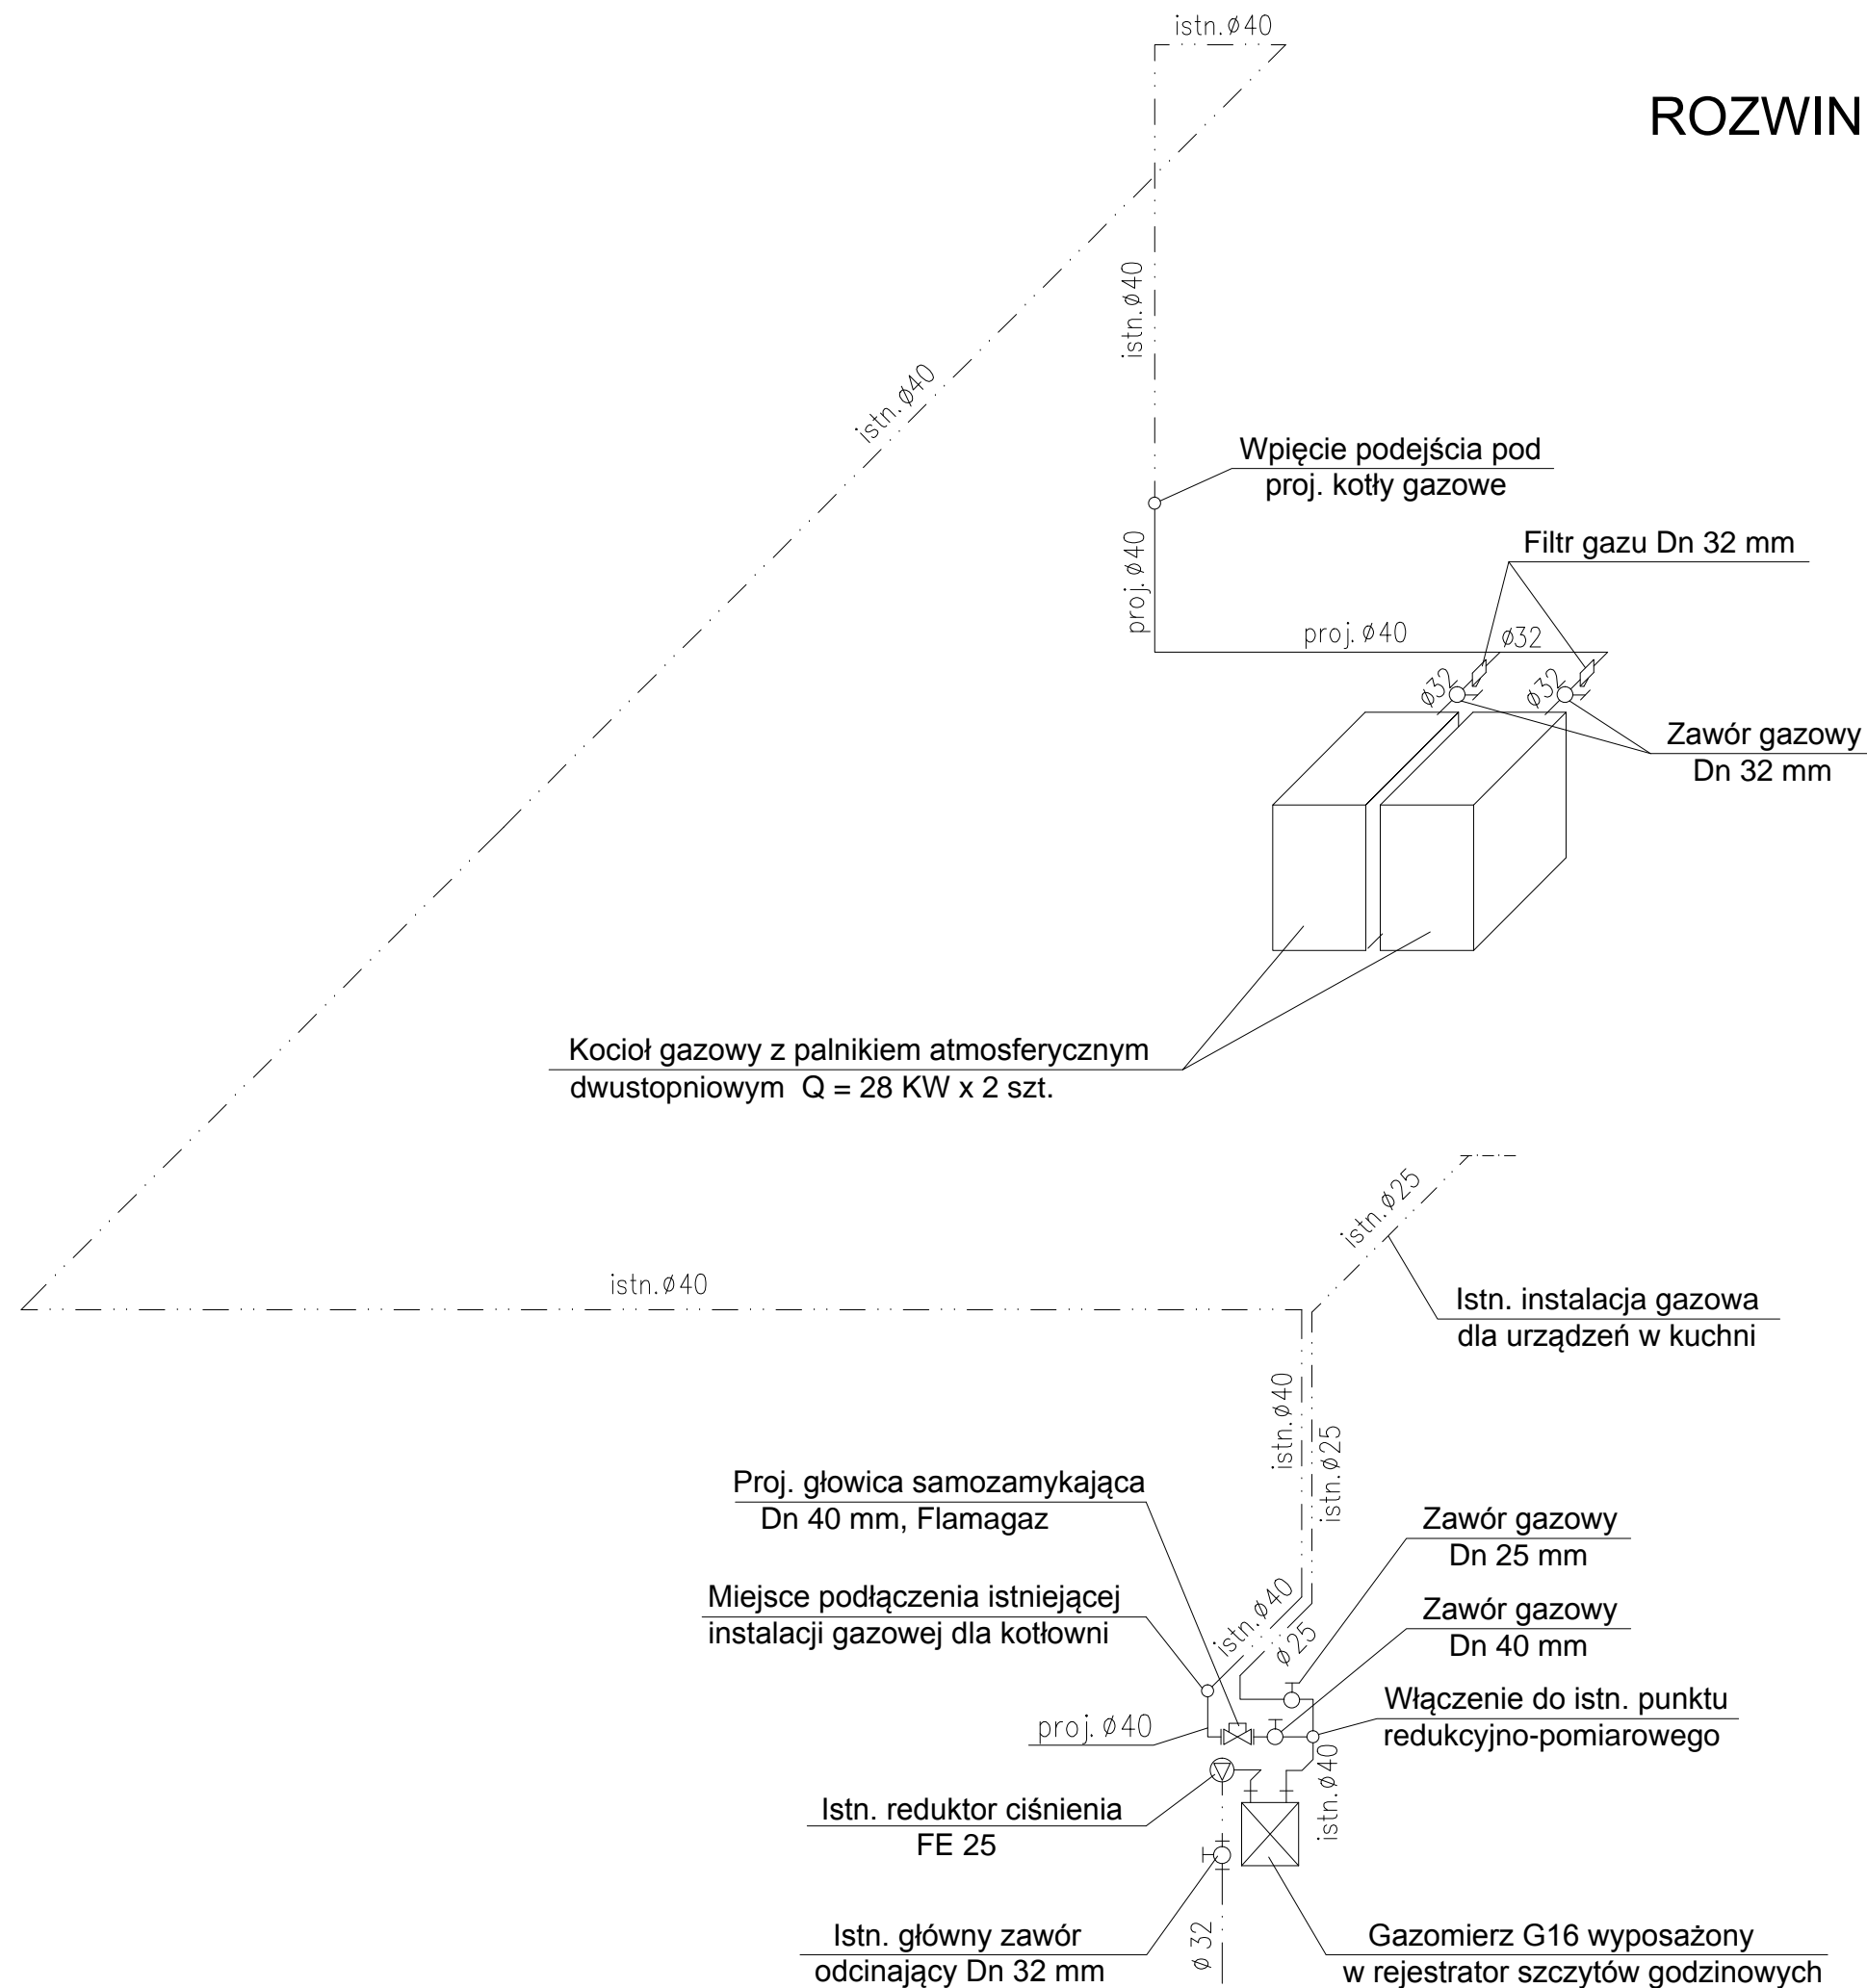 istn.ø40
ROZWIN
istn.ø40
istn.ø40
Wpięcie podejścia pod
proj. kotły gazowe
Filtr gazu Dn 32 mm
proj. ø40
proj. ø40
ø32
ø32
ø32
Zawór gazowy
Dn 32 mm
Kocioł gazowy z palnikiem atmosferycznym
dwustopniowym Q = 28 KW x 2 szt.
istn.ø25
istn.ø40
Istn. instalacja gazowa
dla urządzeń w kuchni
istn.ø40
istn.ø25
Proj. głowica samozamykająca
Dn 40 mm, Flamagaz
Zawór gazowy
Dn 25 mm
Miejsce podłączenia istniejącej
instalacji gazowej dla kotłowni
Zawór gazowy
Dn 40 mm
istn.ø40
ø25
Włączenie do istn. punktu
redukcyjno-pomiarowego
proj. ø40
istn.ø40
Istn. reduktor ciśnienia
FE 25
Istn. główny zawór
odcinający Dn 32 mm
ø32
Gazomierz G16 wyposażony
w rejestrator szczytów godzinowych